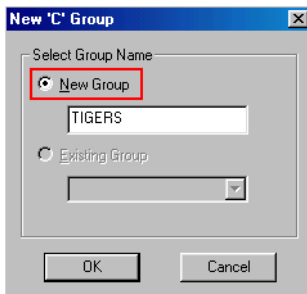 New 'C' Group
Select Group Name
New Group
TIGERS
Existing Group
OK Cancel